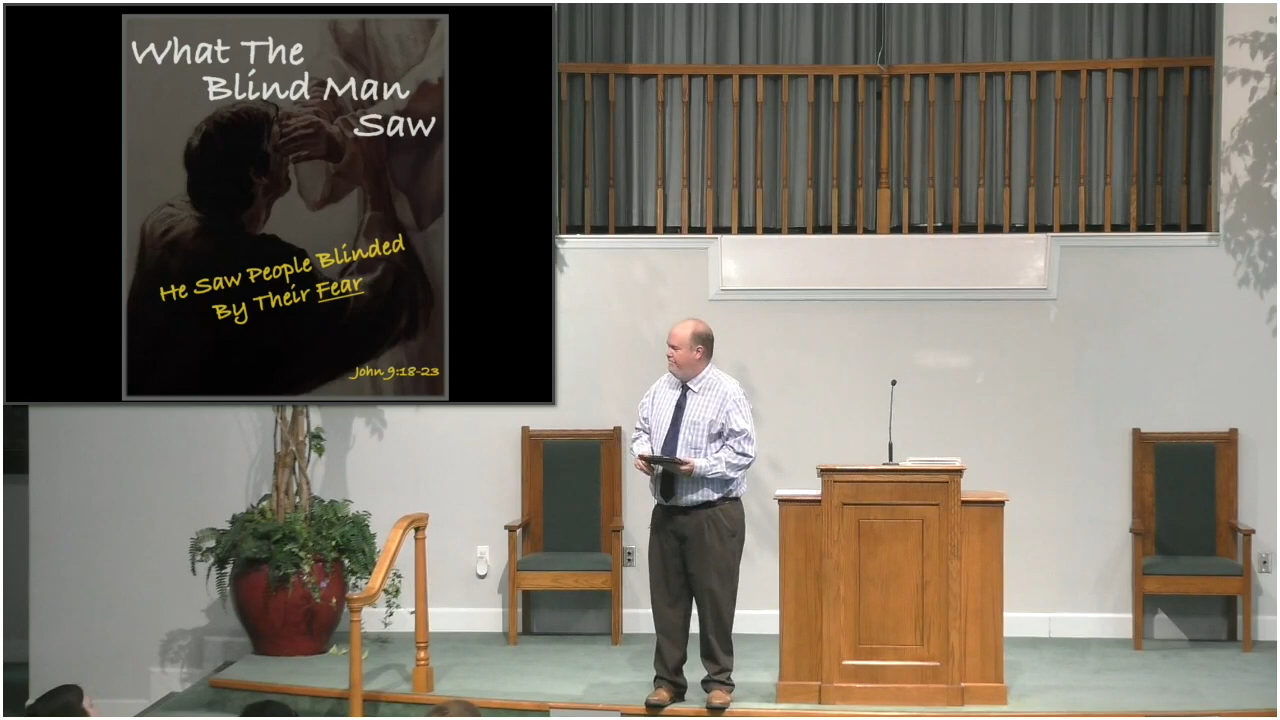 What The
Blind Man
Saw
He Saw People Blinded
By Their Fear
John 9:18-23